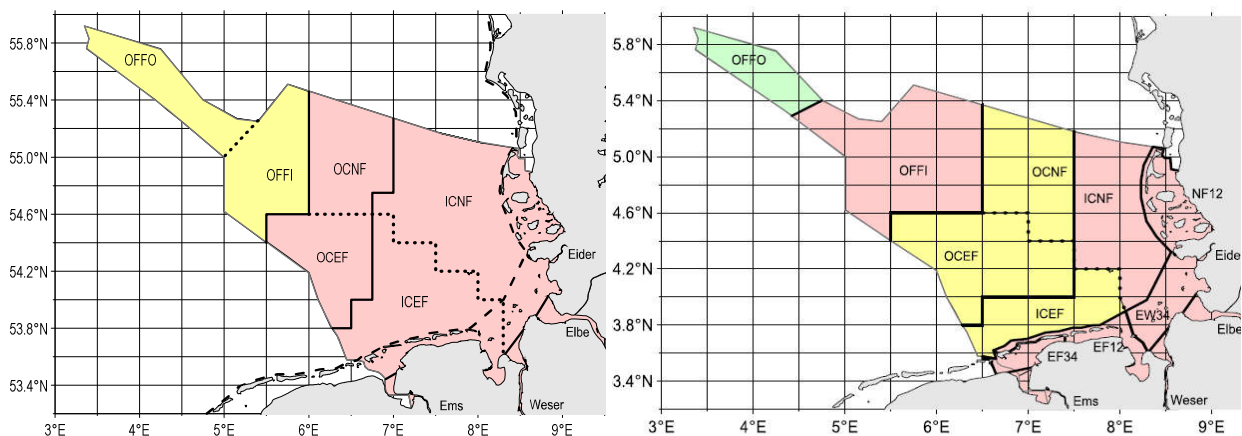 55.8°N
55.4°N
55.0°N
54.6°N
54.2°N
53.8°N
53.4°N
3°E
4°E
5°E
6°E
7°E
8°E
9°E
OFFO
OFFI
OCNF
ICNF
OCEF
ICEF
Eider
Elbe
Ems
Weser
5.8°N
5.4°N
5.0°N
4.6°N
4.2°N
3.8°N
3.4°N
3°E
4°E
5°E
6°E
7°E
8°E
9°E
OFFO
OFFI
OCNF
ICNF
NF12
OCEF
Eide
ICEF
EW34
Elbe
EF12
EF34
Ems
Weser